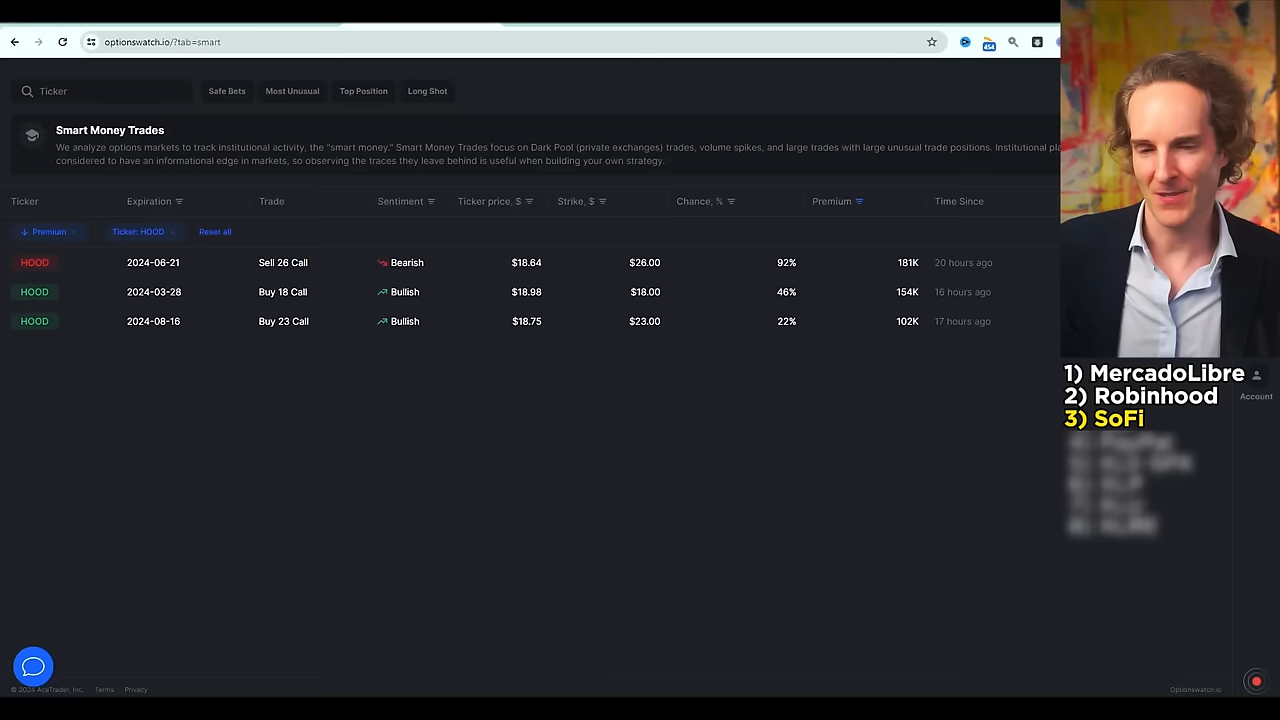 optionswatch.io/?tab=smart
454
Ticker
Safe Bets
Most Unusual
Top Position
Long Shot
Smart Money Trades
We analyze options markets to track institutional activity, the "smart money." Smart Money Trades focus on Dark Pool (private exchanges) trades, volume spikes, and large trades with large unusual trade positions. Institutional pla
considered to have an informational edge in markets, so observing the traces they leave behind is useful when building your own strategy.
Ticker Expiration Trade Sentiment Ticker price, $ Strike, $ Chance, % Premium Time Since
Premium × Ticker: HOOD × Reset all
HOOD 2024-06-21 Sell 26 Call Bearish $18.64 $26.00 92% 181K 20 hours ago
HOOD 2024-03-28 Buy 18 Call Bullish $18.98 $18.00 46% 154K 16 hours ago
HOOD 2024-08-16 Buy 23 Call Bullish $18.75 $23.00 22% 102K 17 hours ago
1) MercadoLibre
2) Robinhood
3) SoFi
Account
© 2024 AceTrader, Inc. Terms Privacy
Optionswatch.io